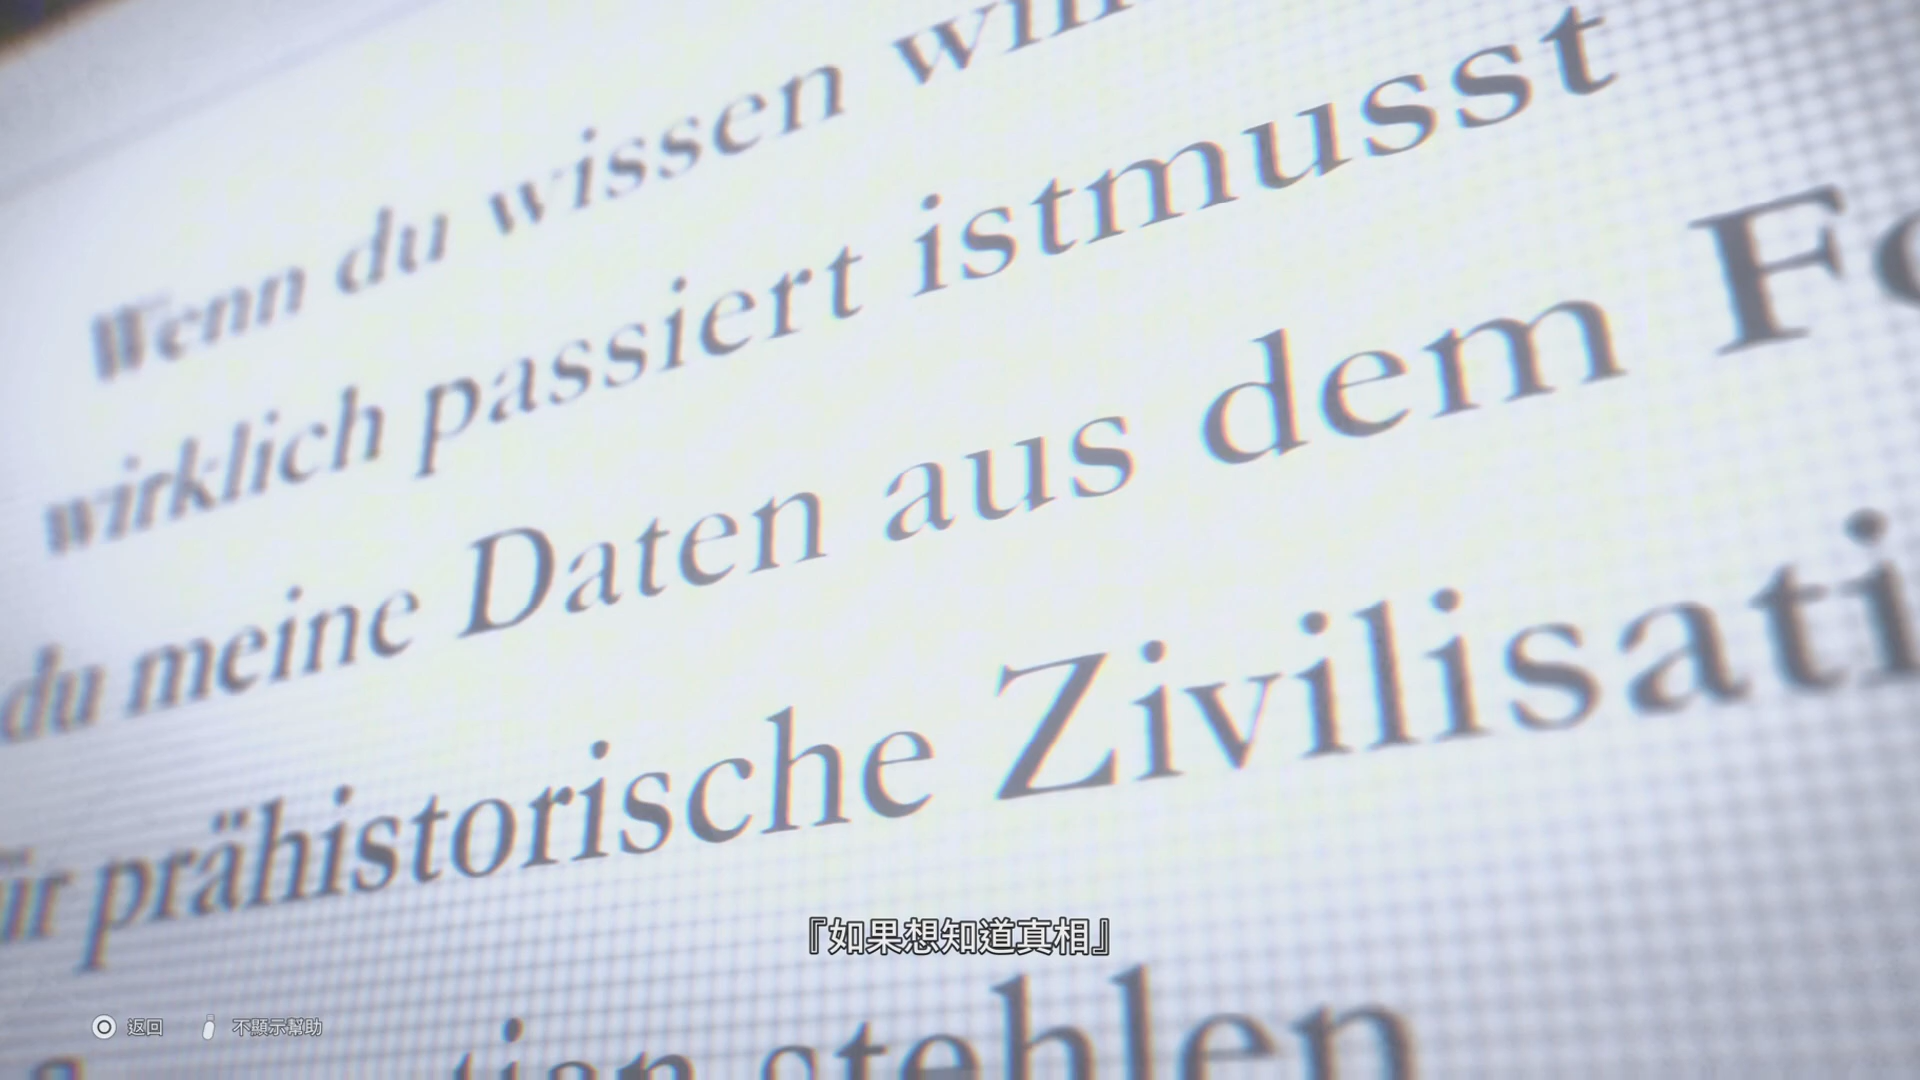 Wenn du wissen
wirklich passiert istmusst
du meine Daten aus dem
prähistorische
stehlen
『如果想知道真相』
返回 不顯示幫助